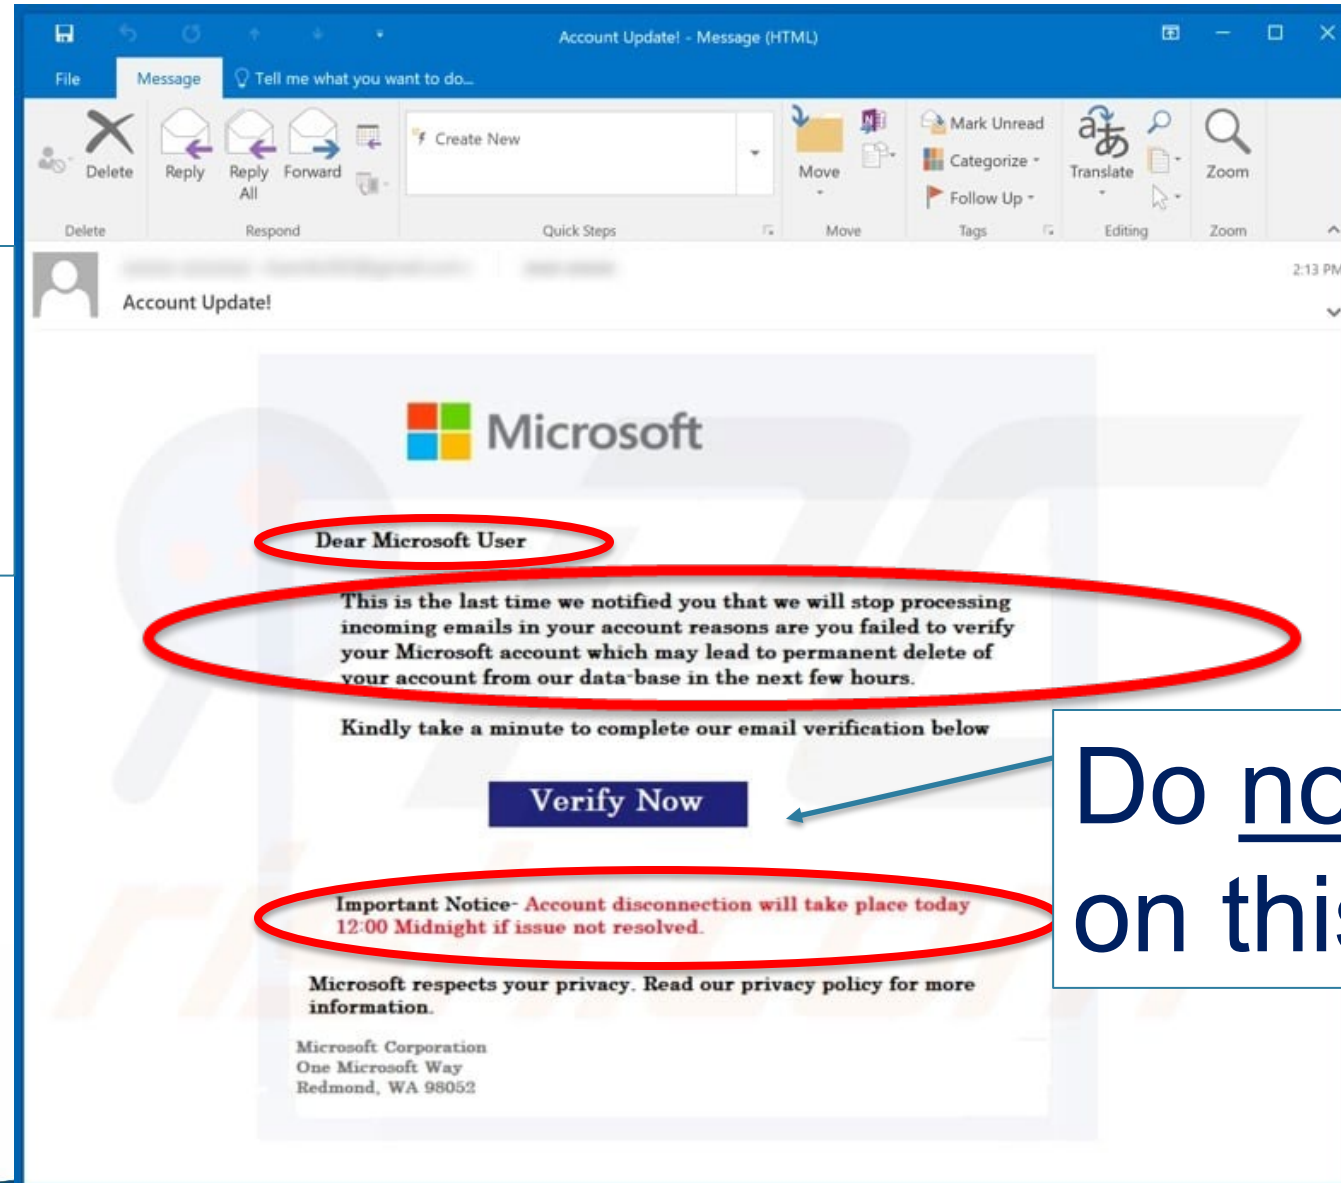 Account Update! - Message (HTML)
File Message Tell me what you want to do...
Create New
Mark Unread
Categorize
Follow Up
Delete Reply Reply All Forward Move Translate Zoom
Delete Respond Quick Steps Move Tags Editing Zoom
2:13 PM
Account Update!
Microsoft
Dear Microsoft User
This is the last time we notified you that we will stop processing
incoming emails in your account reasons are you failed to verify
your Microsoft account which may lead to permanent delete of
your account from our data-base in the next few hours.
Kindly take a minute to complete our email verification below
Verify Now
Do no
on this
Important Notice- Account disconnection will take place today
12:00 Midnight if issue not resolved.
Microsoft respects your privacy. Read our privacy policy for more
information.
Microsoft Corporation
One Microsoft Way
Redmond, WA 98052